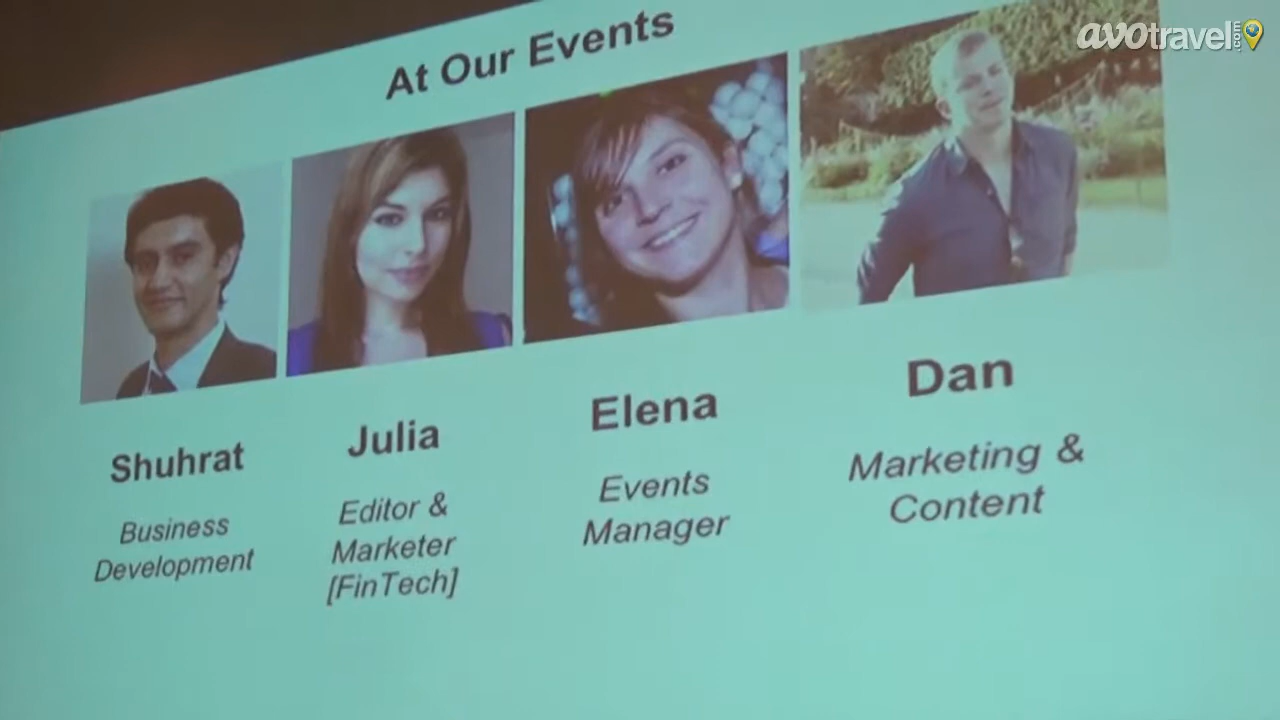 avotravel.com
At Our Events
Shuhrat
Business
Development
Julia
Editor &
Marketer
[FinTech]
Elena
Events
Manager
Dan
Marketing &
Content